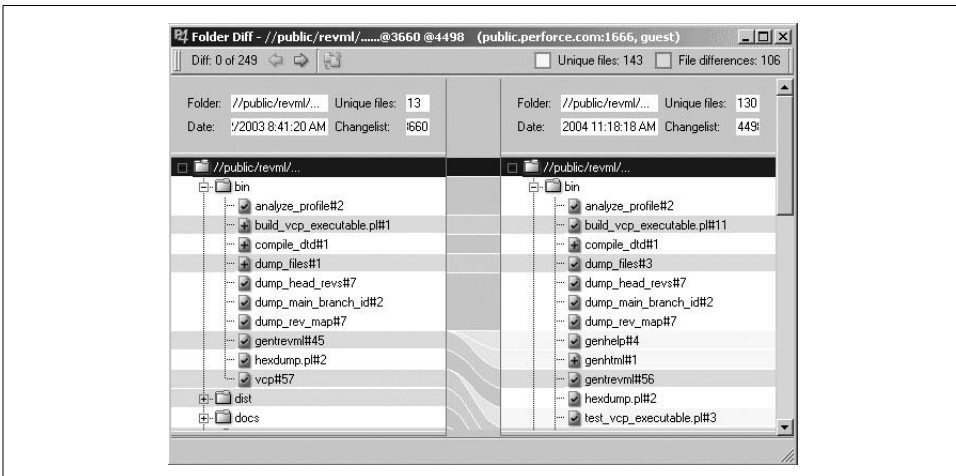 Folder Diff - //public/revml/......@3660 @4498 (public.perforce.com:1666, guest)
Diff: 0 of 249
Unique files: 143
File differences: 106
Folder: //public/revml/... Unique files: 13
Date: :/2003 8:41:20 AM Changelist: 3660
Folder: //public/revml/... Unique files: 130
Date: 2004 11:18:18 AM Changelist: 449
//public/revml/...
bin
analyze_profile#2
build_vcp_executable.pl#1
compile_dtd#1
dump_files#1
dump_head_revs#7
dump_main_branch_id#2
dump_rev_map#7
gentrevml#45
hexdump.pl#2
vcp#57
dist
docs
//public/revml/...
bin
analyze_profile#2
build_vcp_executable.pl#11
compile_dtd#1
dump_files#3
dump_head_revs#7
dump_main_branch_id#2
dump_rev_map#7
genhelp#4
genhtml#1
gentrevml#56
hexdump.pl#2
test_vcp_executable.pl#3